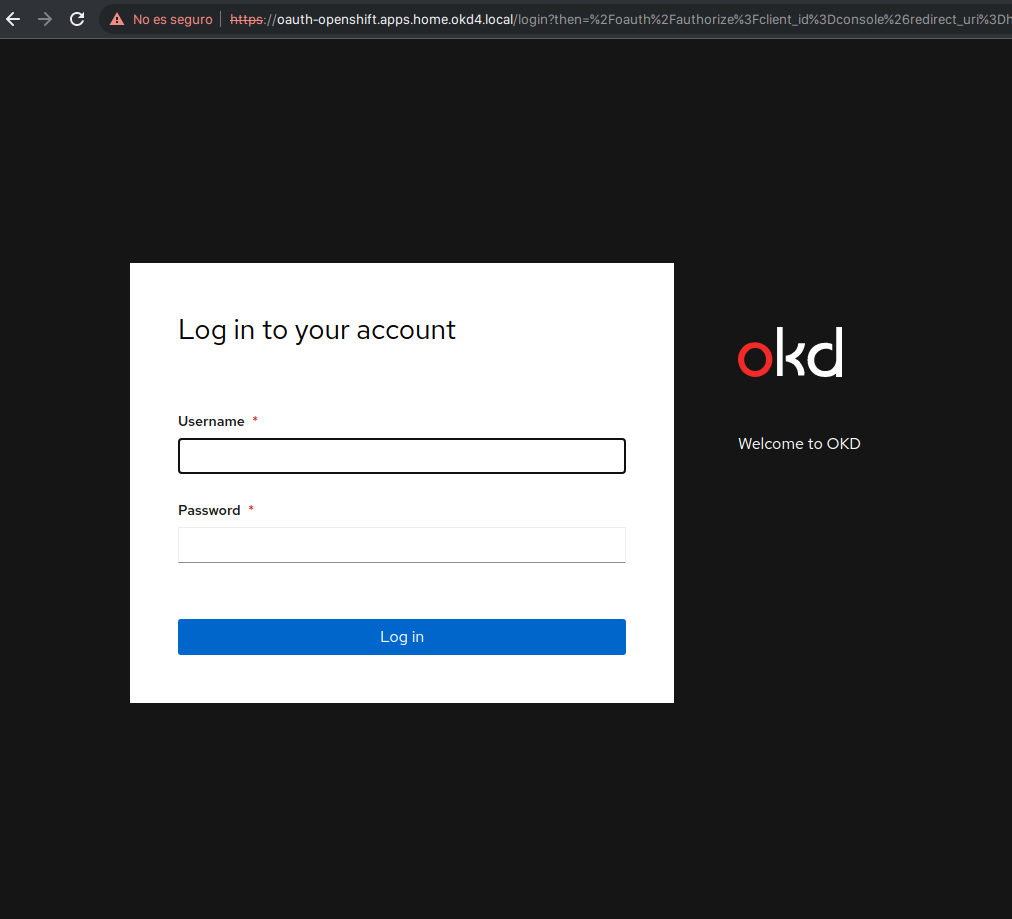 No es seguro | https://oauth-openshift.apps.home.okd4.local/login?then=%2Foauth%2Fauthorize%3Fclient_id%3Dconsole%26redirect_uri%3Dh
Log in to your account
okd
Username *
Welcome to OKD
Password *
Log in